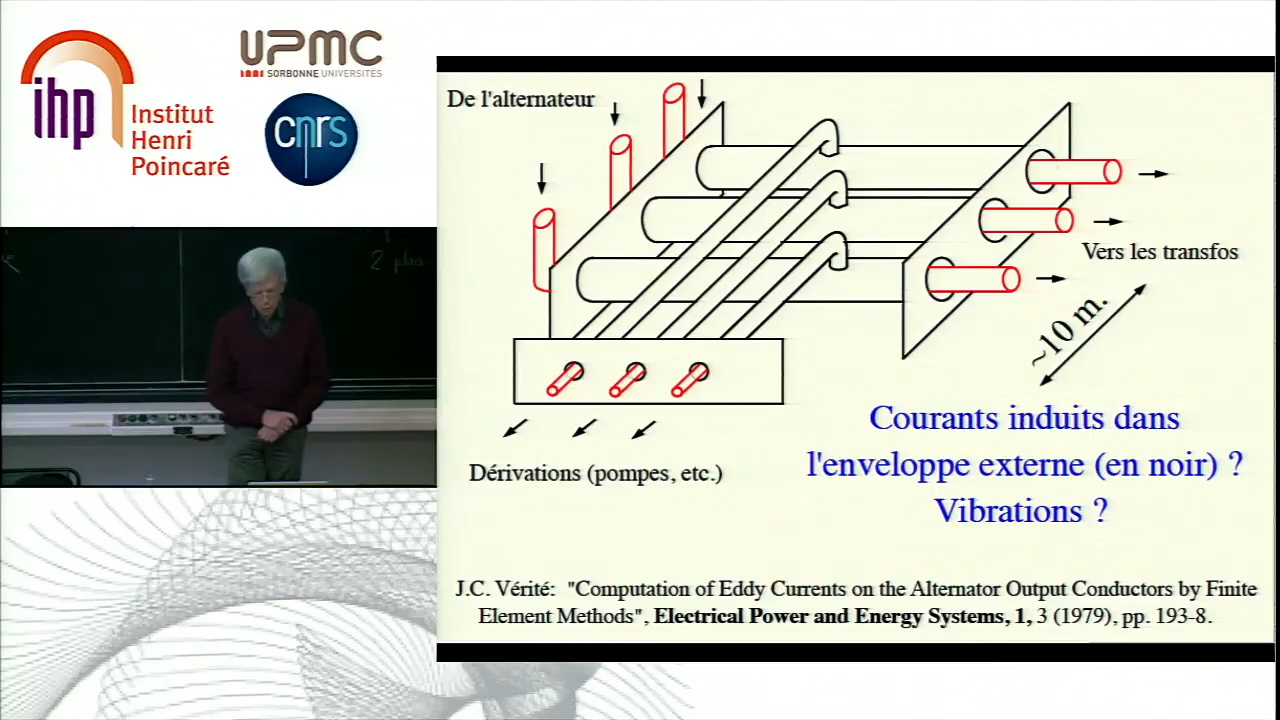 ihp
Institut
Henri
Poincaré
UPMC
SORBONNE UNIVERSITÉS
cnrs
2
De l'alternateur
Vers les transfos
~10 m.
Dérivations (pompes, etc.)
Courants induits dans
l'enveloppe externe (en noir) ?
Vibrations ?
J.C. Vérité: "Computation of Eddy Currents on the Alternator Output Conductors by Finite
Element Methods", Electrical Power and Energy Systems, 1, 3 (1979), pp. 193-8.